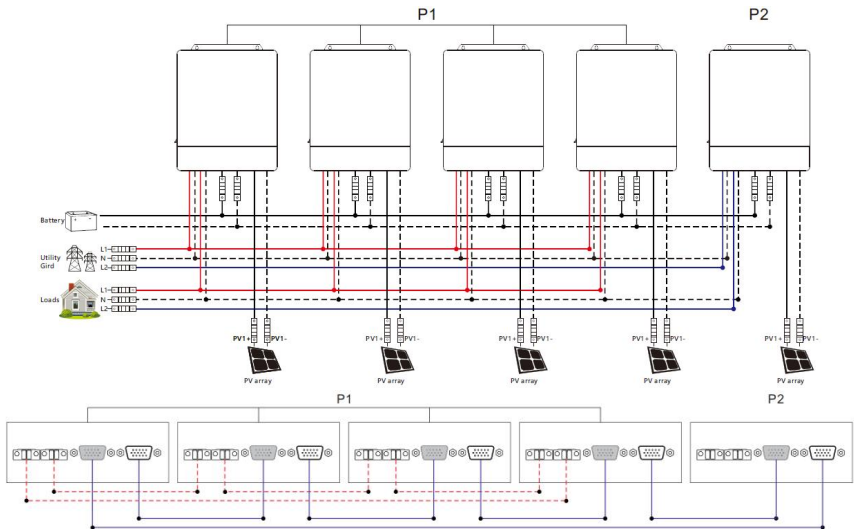 P1 P2
Battery
L1
Utility N
Gird L2
L1
Loads N
L2
PV1+ PV1- PV1+ PV1- PV1+ PV1- PV1+ PV1- PV1+ PV1-
PV array PV array PV array PV array PV array
P1 P2